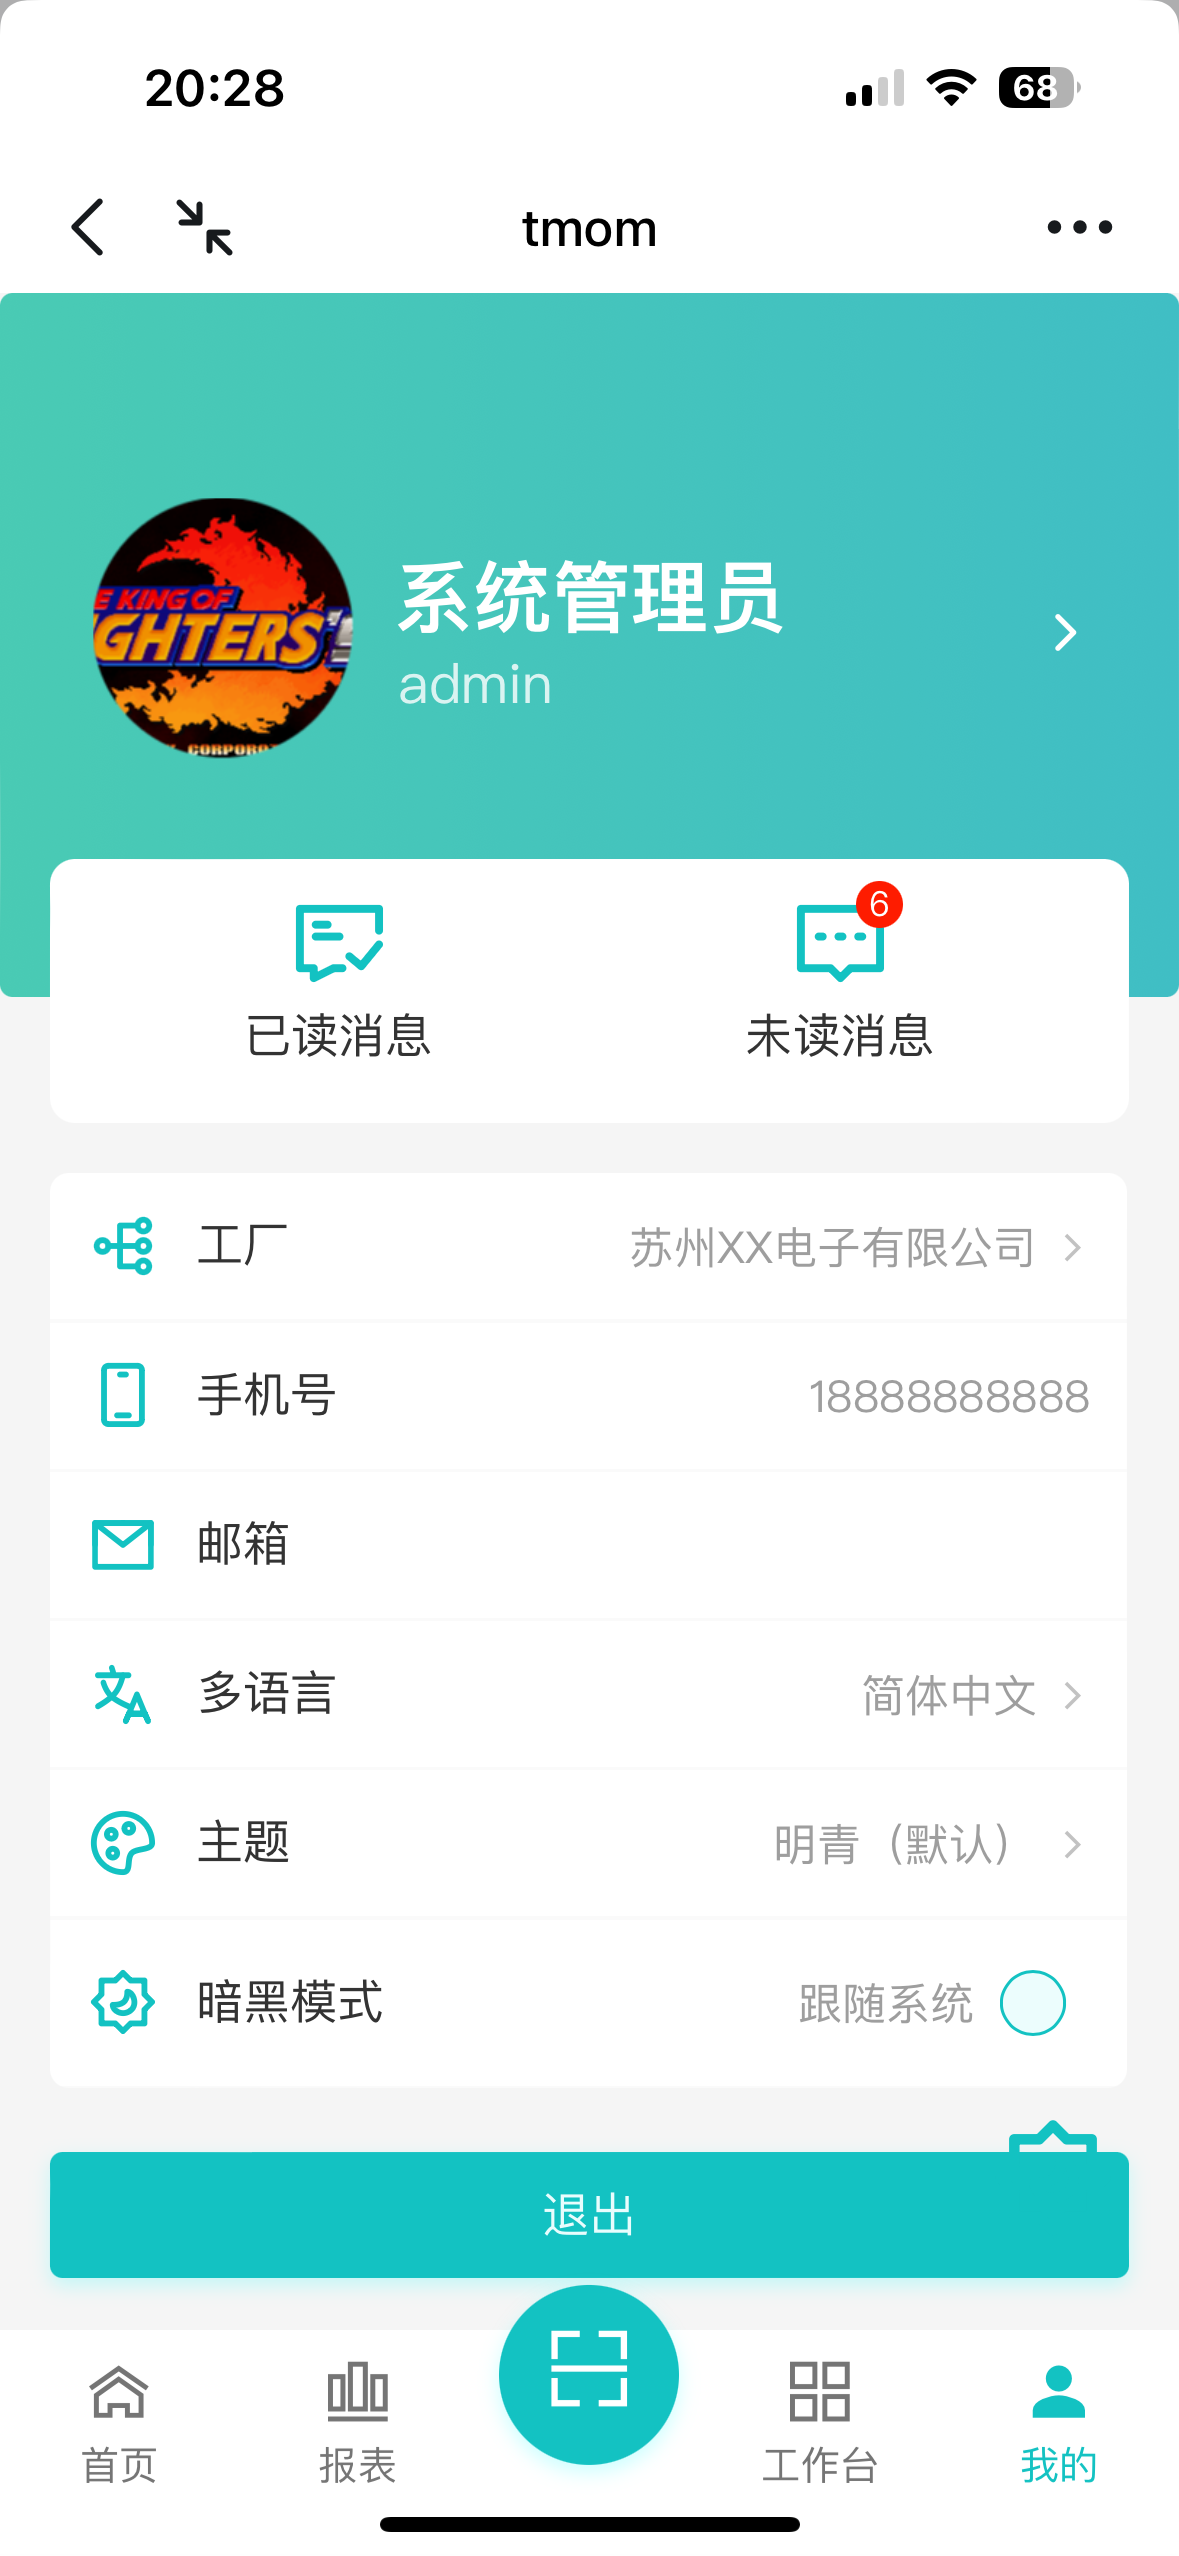 20:28
68
tmom
E KING OF
IGHTERS'
系统管理员
admin
CORPORAT
6
已读消息
未读消息
工厂
苏州XX电子有限公司
手机号
18888888888
邮箱
多语言
简体中文
主题
明青（默认）
暗黑模式
跟随系统
退出
首页
报表
工作台
我的